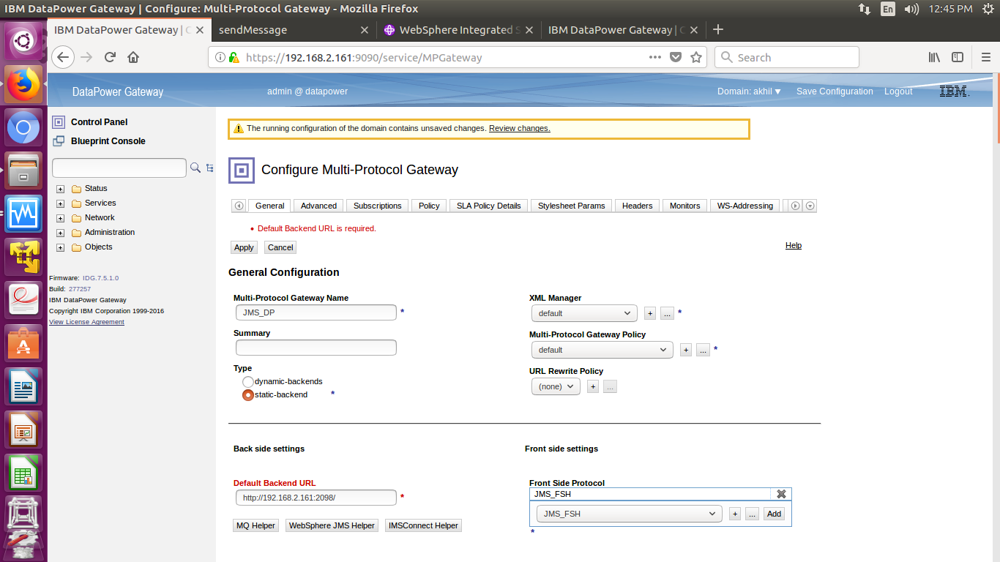 IBM DataPower Gateway | Configure: Multi-Protocol Gateway - Mozilla Firefox
En
12:45 PM
IBM DataPower Gateway |
sendMessage
WebSphere Integrated
IBM DataPower Gateway |
https://192.168.2.161:9090/service/MPGateway
Search
DataPower Gateway
admin @ datapower
Domain: akhil
Save Configuration
Logout
IBM.
Control Panel
Blueprint Console
Status
Services
Network
Administration
Objects
Firmware: IDG.7.5.1.0
Build: 277257
IBM DataPower Gateway
Copyright IBM Corporation 1999-2016
View License Agreement
The running configuration of the domain contains unsaved changes. Review changes.
Configure Multi-Protocol Gateway
General
Advanced
Subscriptions
Policy
SLA Policy Details
Stylesheet Params
Headers
Monitors
WS-Addressing
• Default Backend URL is required.
Apply
Cancel
Help
General Configuration
Multi-Protocol Gateway Name
JMS_DP
*
Summary
Type
dynamic-backends
static-backend
*
XML Manager
default
+
...
*
Multi-Protocol Gateway Policy
default
+
...
*
URL Rewrite Policy
(none)
+
...
Back side settings
Default Backend URL
http://192.168.2.161:2098/
*
MQ Helper
WebSphere JMS Helper
IMSConnect Helper
Front side settings
Front Side Protocol
JMS_FSH
JMS_FSH
+
...
Add
*